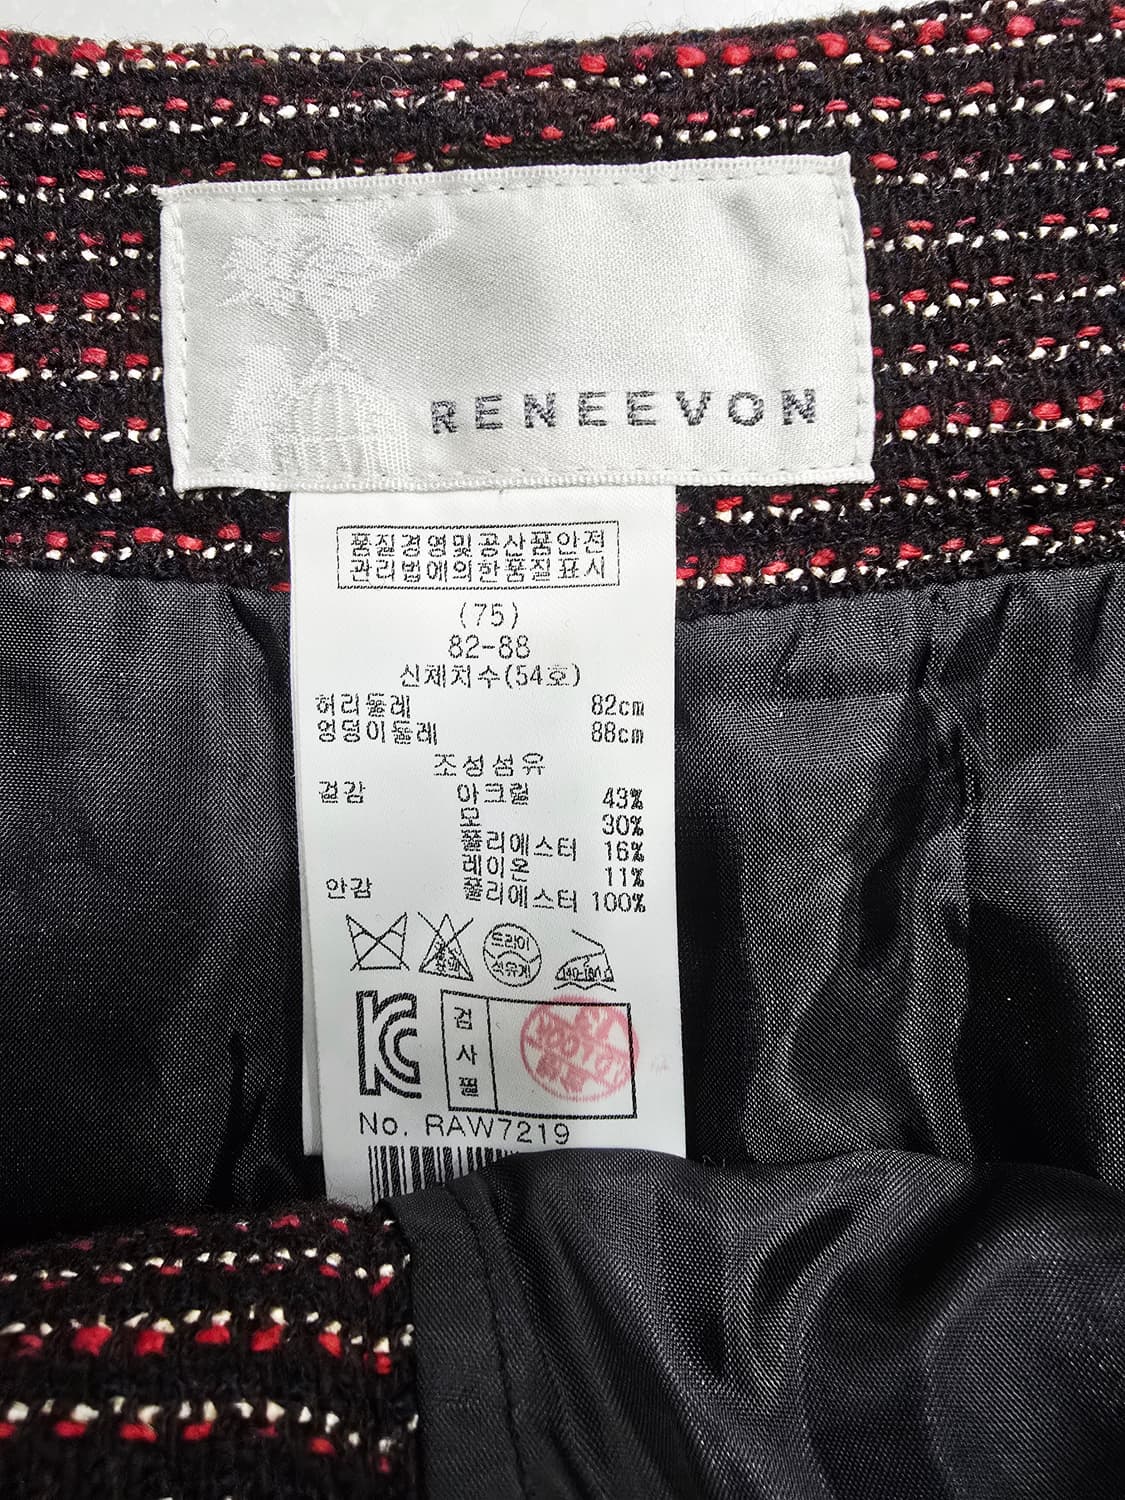 RENEEVON
품질경영및공산품안전
관리법에의한품질표시
(75)
82-88
신체치수(54호)
허리둘레 82cm
엉덩이둘레 88cm
조성섬유
겉감 아크릴 43%
모 30%
폴리에스터 16%
레이온 11%
안감 폴리에스터 100%
드라이
석유계
검사필
No. RAW7219